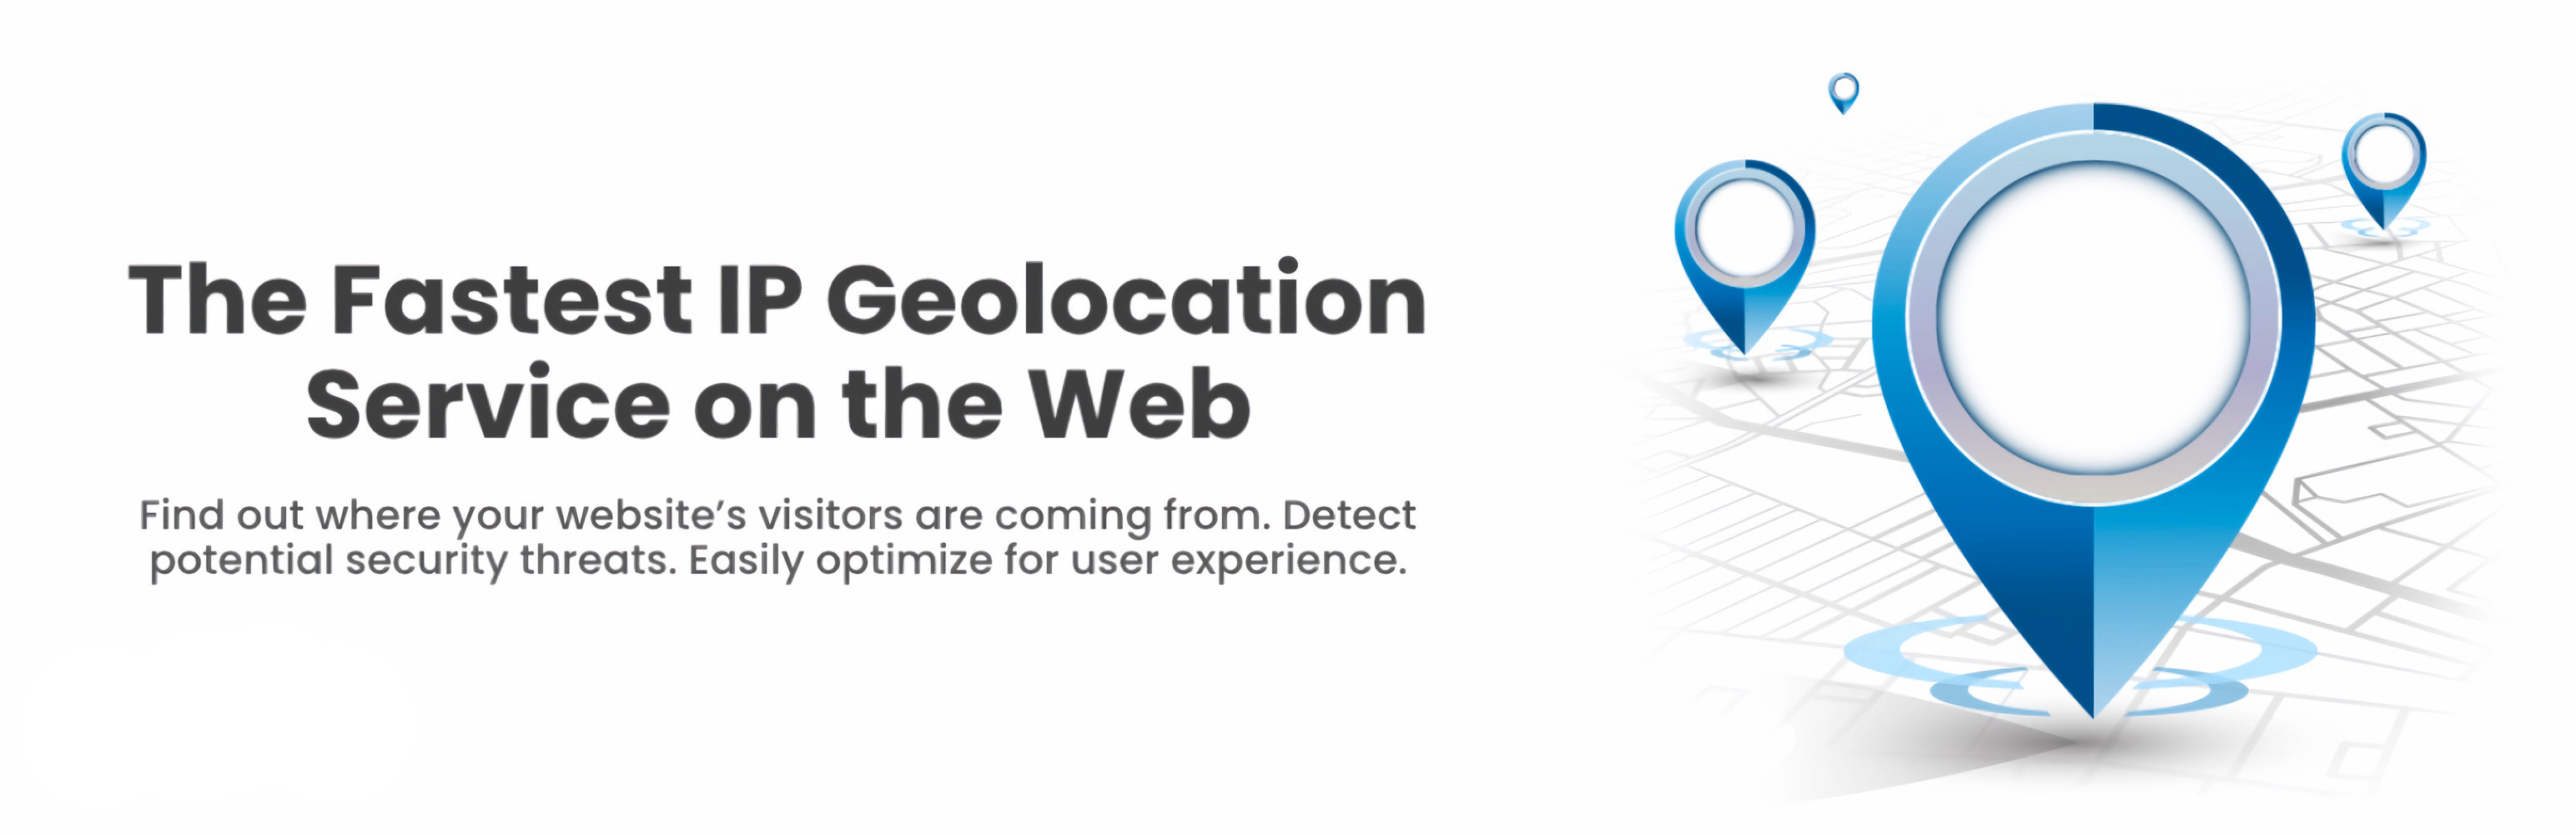 The Fastest IP Geolocation
Service on the Web
Find out where your website’s visitors are coming from. Detect
potential security threats. Easily optimize for user experience.